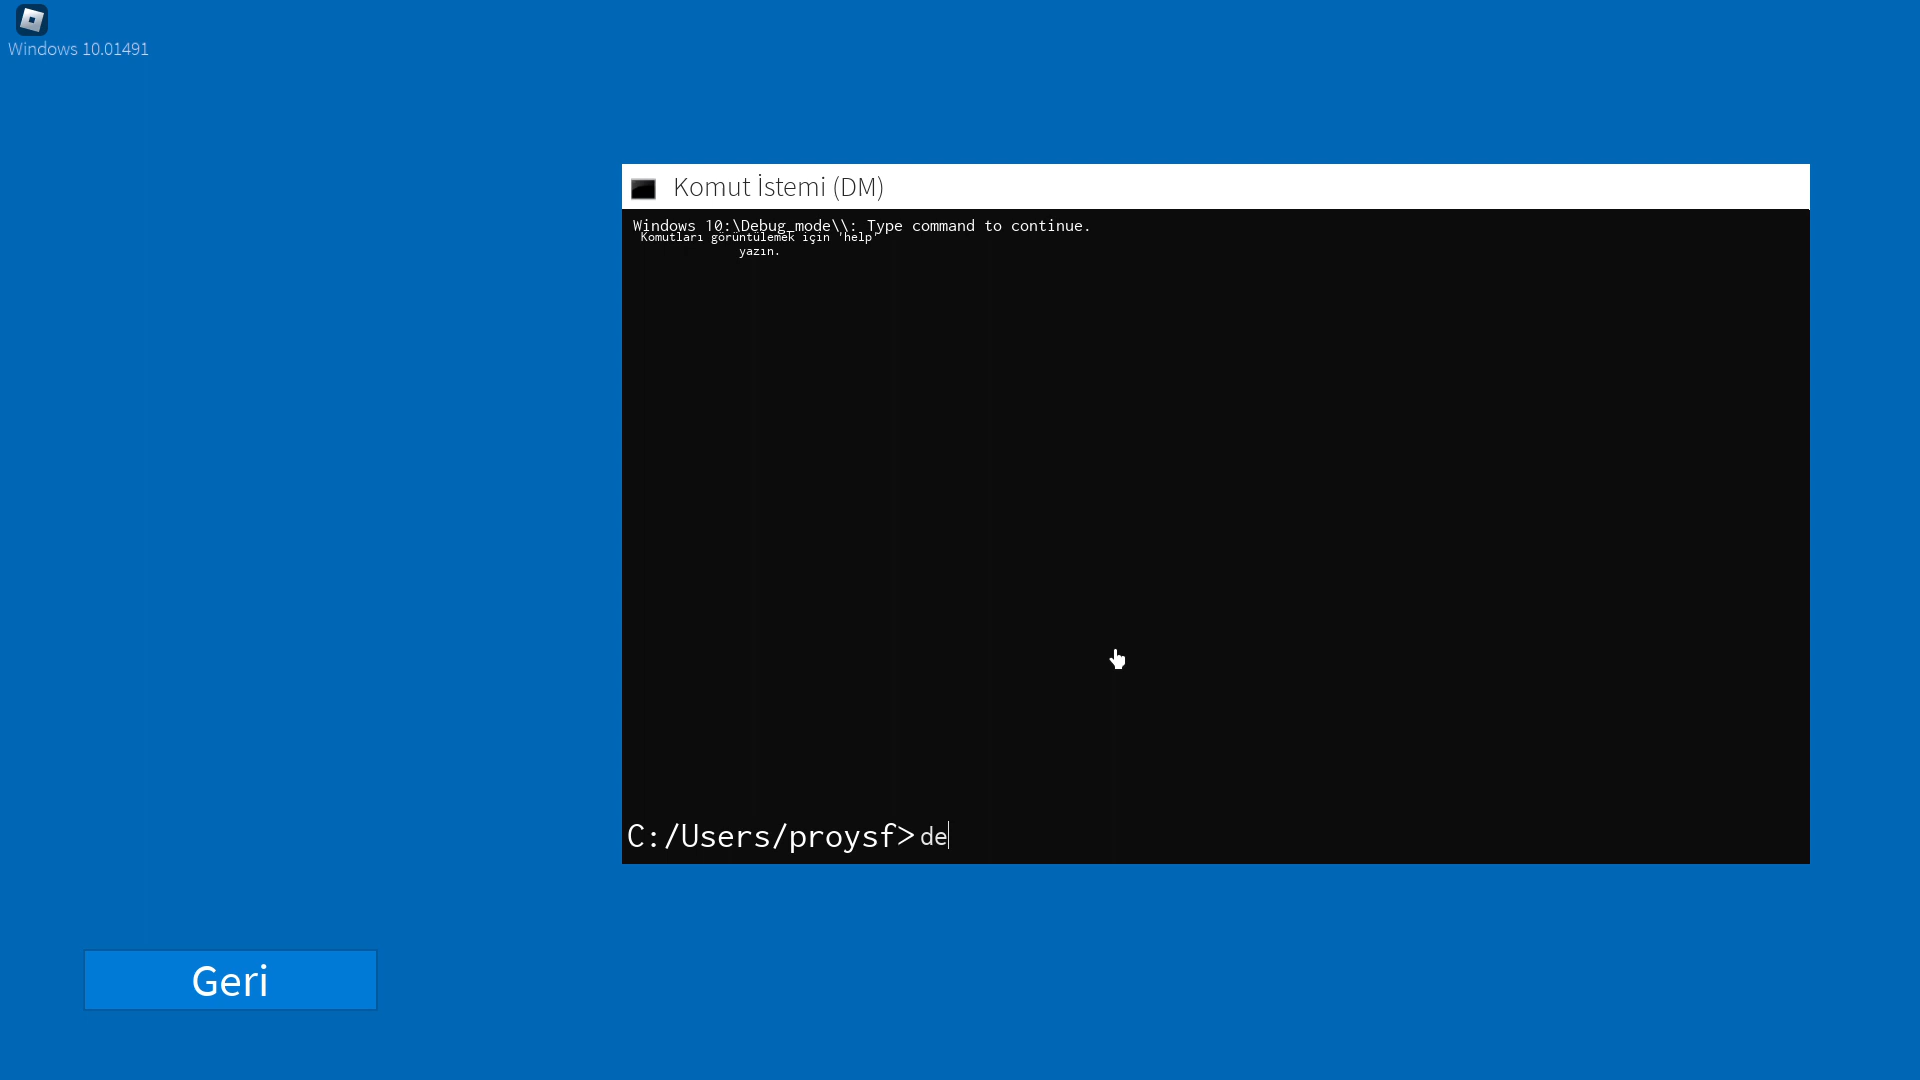 Windows 10.01491
Komut İstemi (DM)
Windows 10:\Debug_mode\\: Type command to continue.
Komutları görüntülemek için 'help'
yazın.
C:/Users/proysf> de
Geri